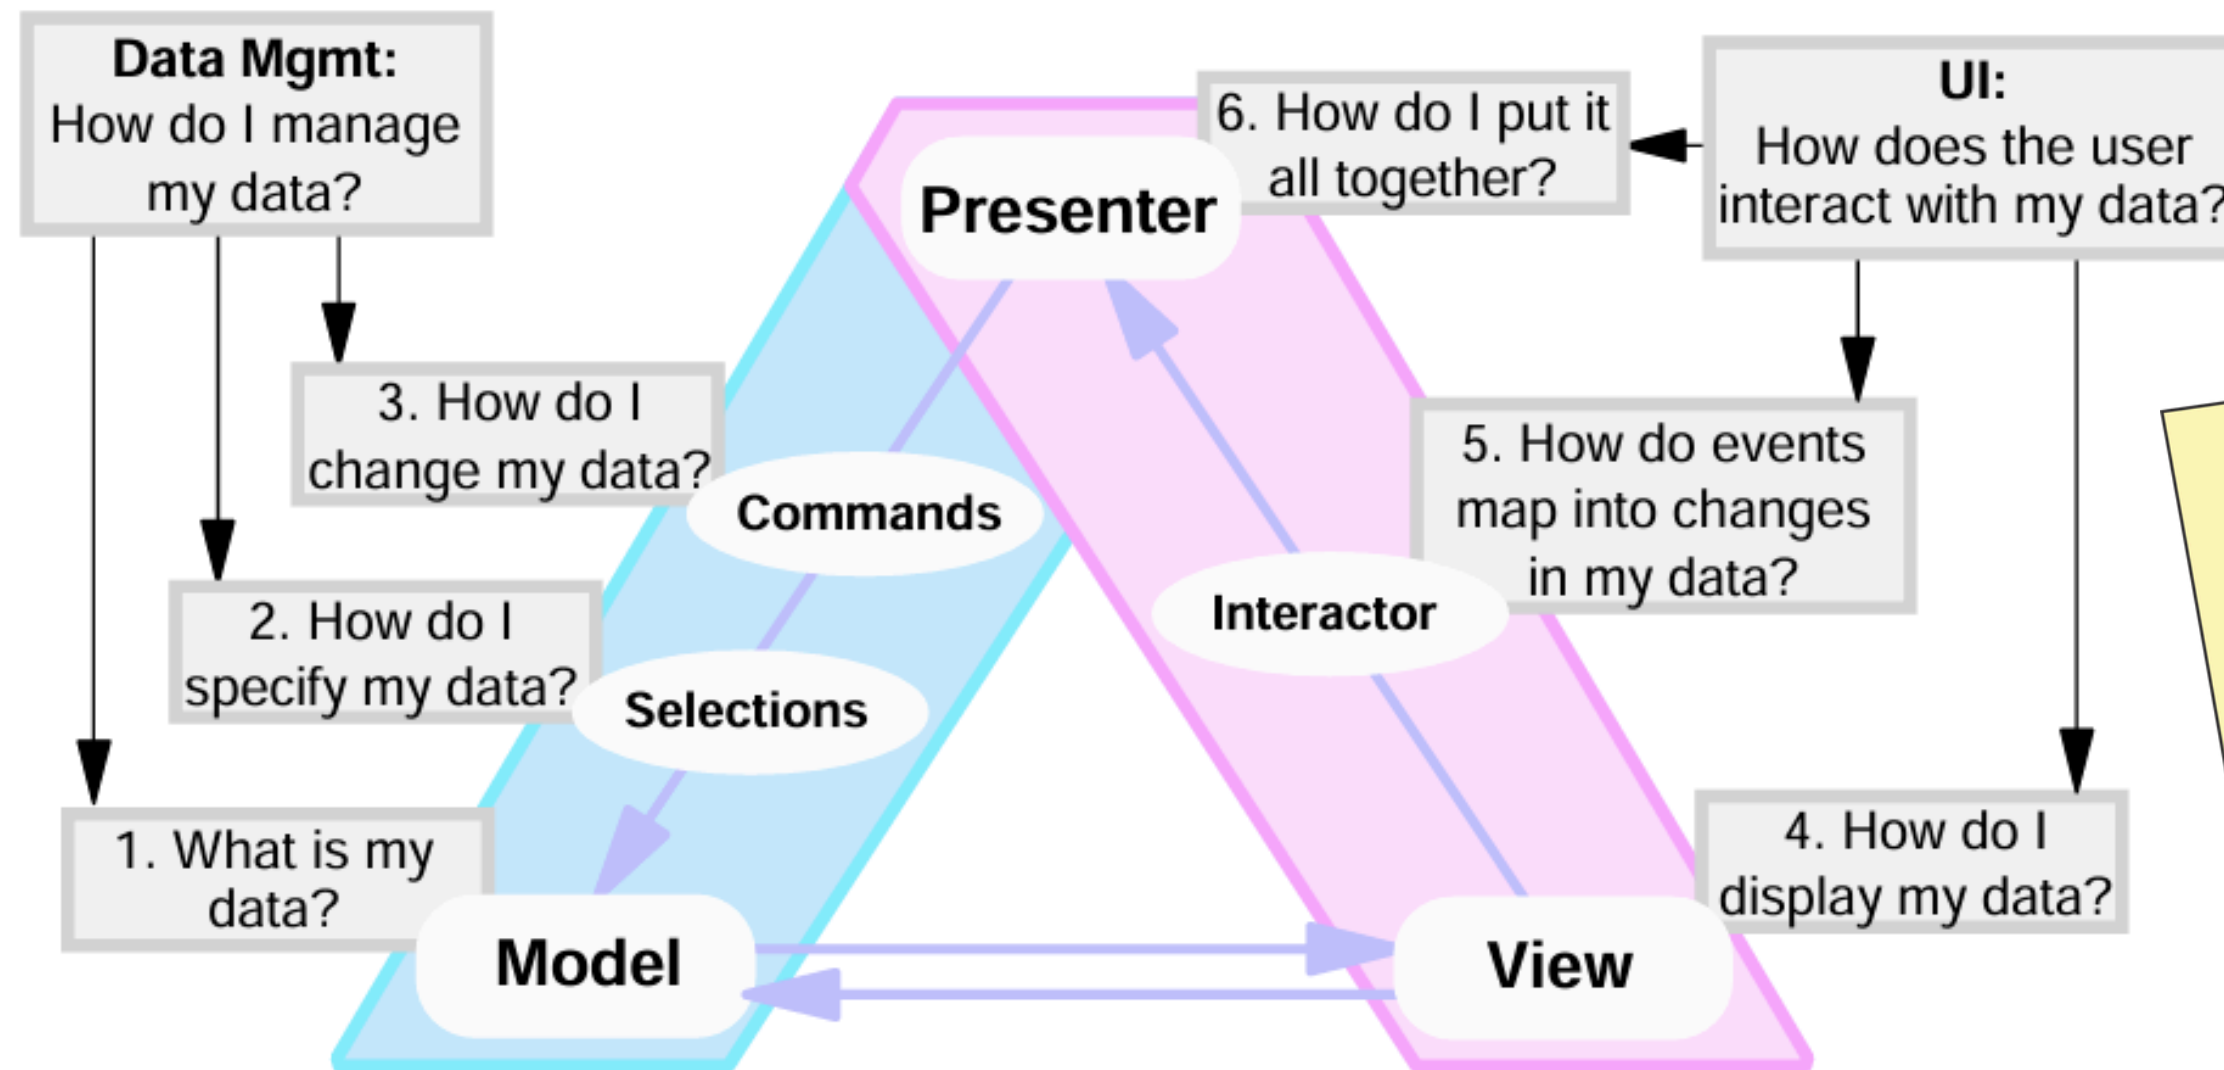 Data Mgmt:
How do I manage
my data?
6. How do I put it
all together?
UI:
How does the user
interact with my data?
Presenter
3. How do I
change my data?
Commands
5. How do events
map into changes
in my data?
2. How do I
specify my data?
Selections
Interactor
1. What is my
data?
4. How do I
display my data?
Model
View